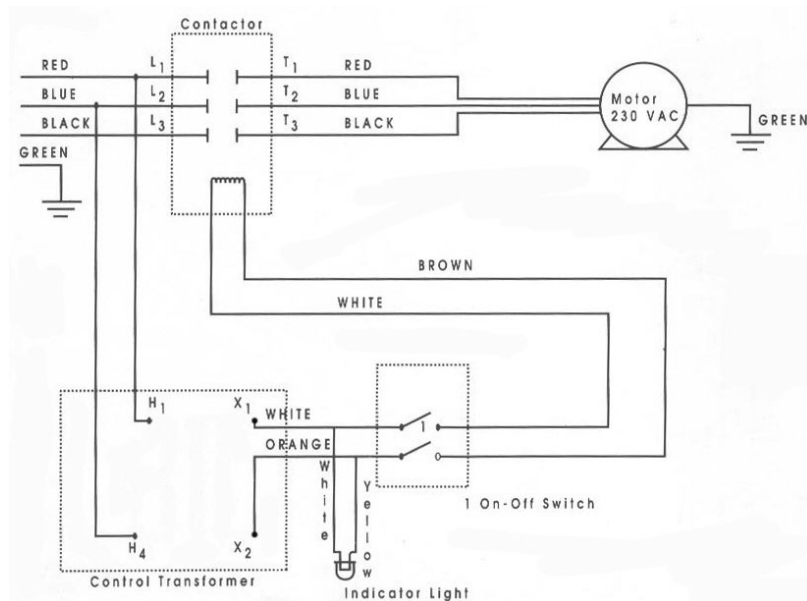 Contactor
RED L1 T1 RED
BLUE L2 T2 BLUE
BLACK L3 T3 BLACK
GREEN
Motor
230 VAC
GREEN
BROWN
WHITE
H1 X1 WHITE
ORANGE
1
0
White
Yellow
1 On-Off Switch
H4 X2
Control Transformer
Indicator Light